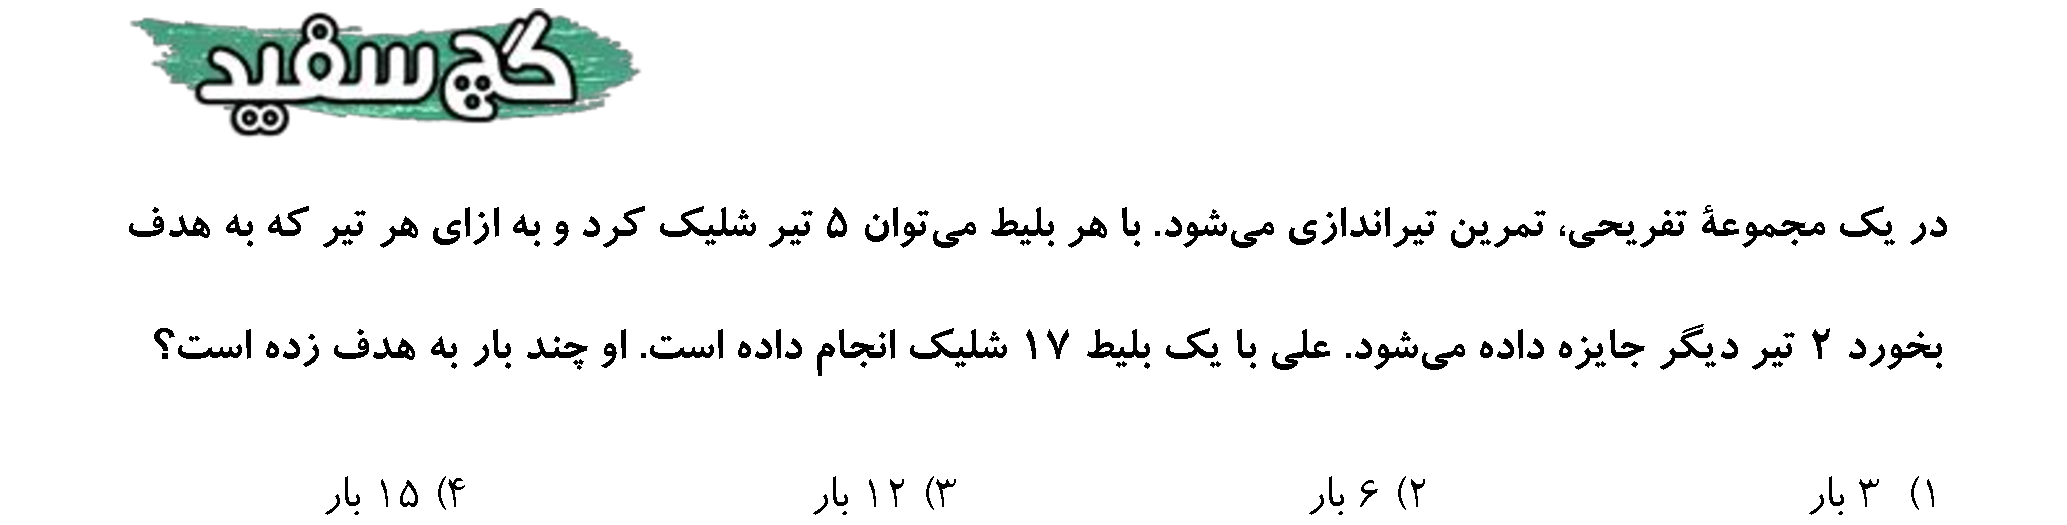 گچ سفید
در یک مجموعهٔ تفریحی، تمرین تیراندازی می‌شود. با هر بلیط می‌توان ۵ تیر شلیک کرد و به ازای هر تیر که به هدف
بخورد ۲ تیر دیگر جایزه داده می‌شود. علی با یک بلیط ۱۷ شلیک انجام داده است. او چند بار به هدف زده است؟
۱) ۳ بار ۲) ۶ بار ۳) ۱۲ بار ۴) ۱۵ بار